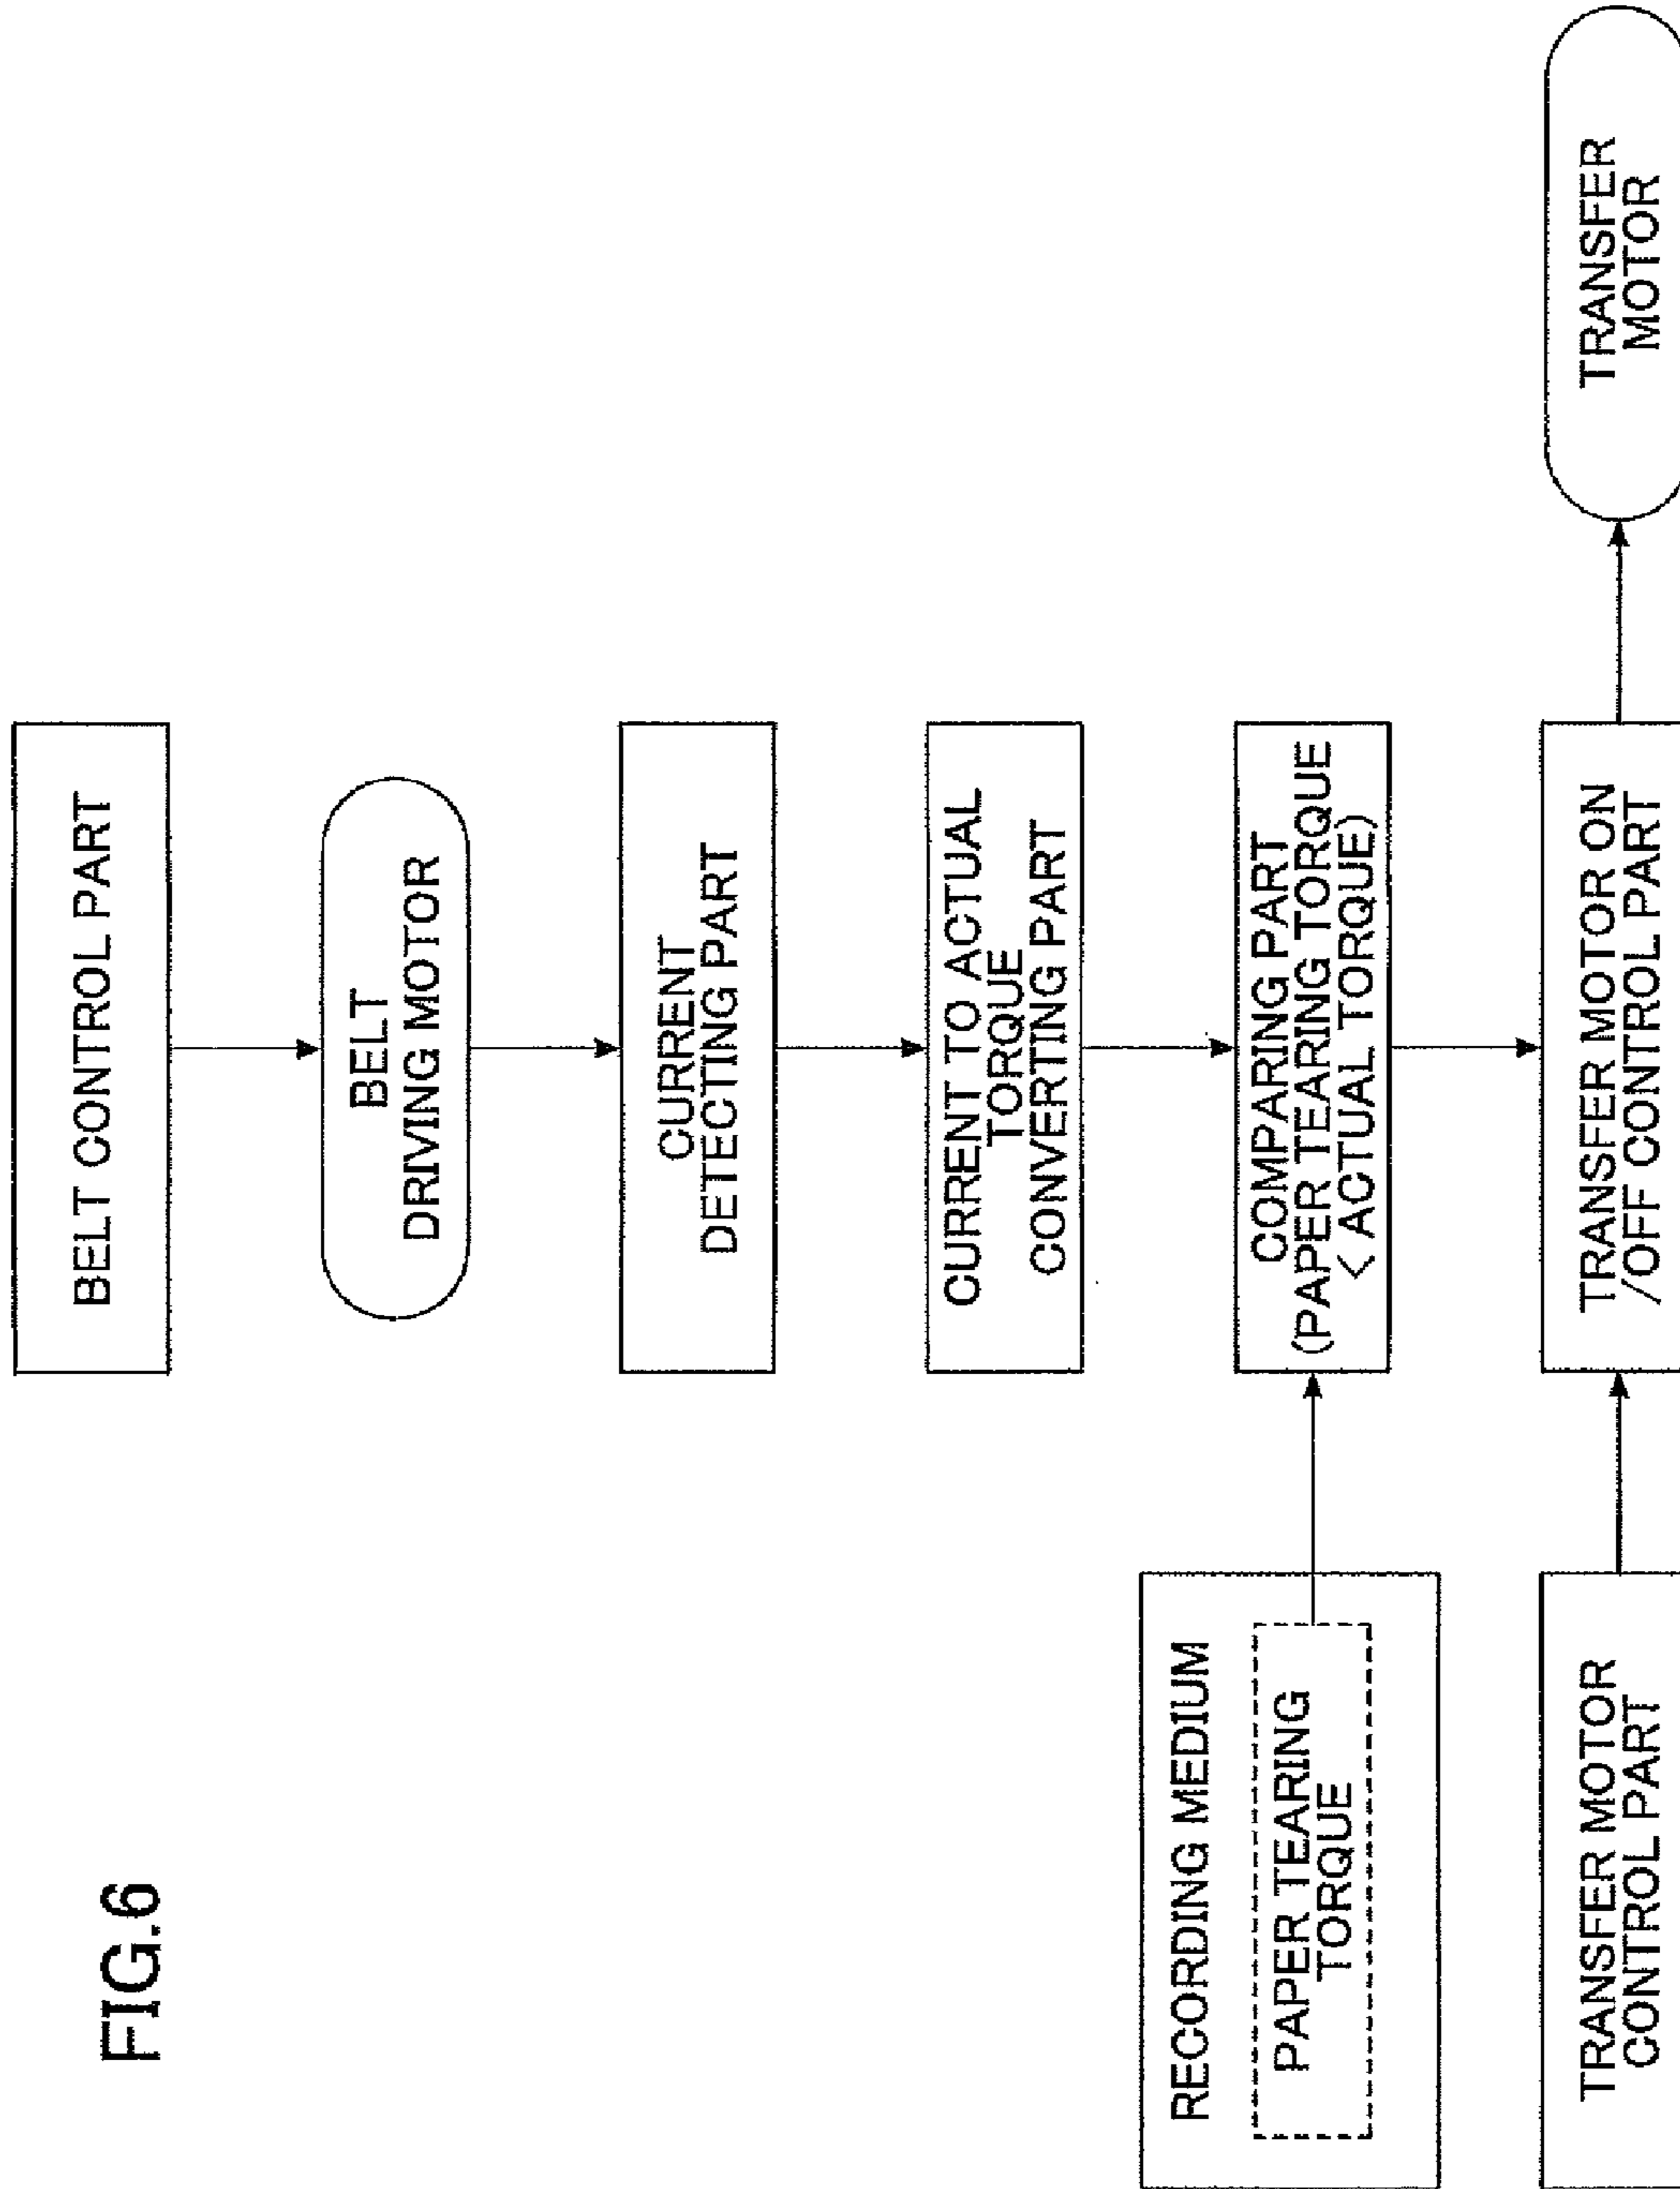 FIG.6
BELT CONTROL PART
BELT
DRIVING MOTOR
CURRENT
DETECTING PART
CURRENT TO ACTUAL
TORQUE
CONVERTING PART
RECORDING MEDIUM
PAPER TEARING
TORQUE
COMPARING PART
(PAPER TEARING TORQUE
< ACTUAL TORQUE)
TRANSFER MOTOR
CONTROL PART
TRANSFER MOTOR ON
/OFF CONTROL PART
TRANSFER
MOTOR